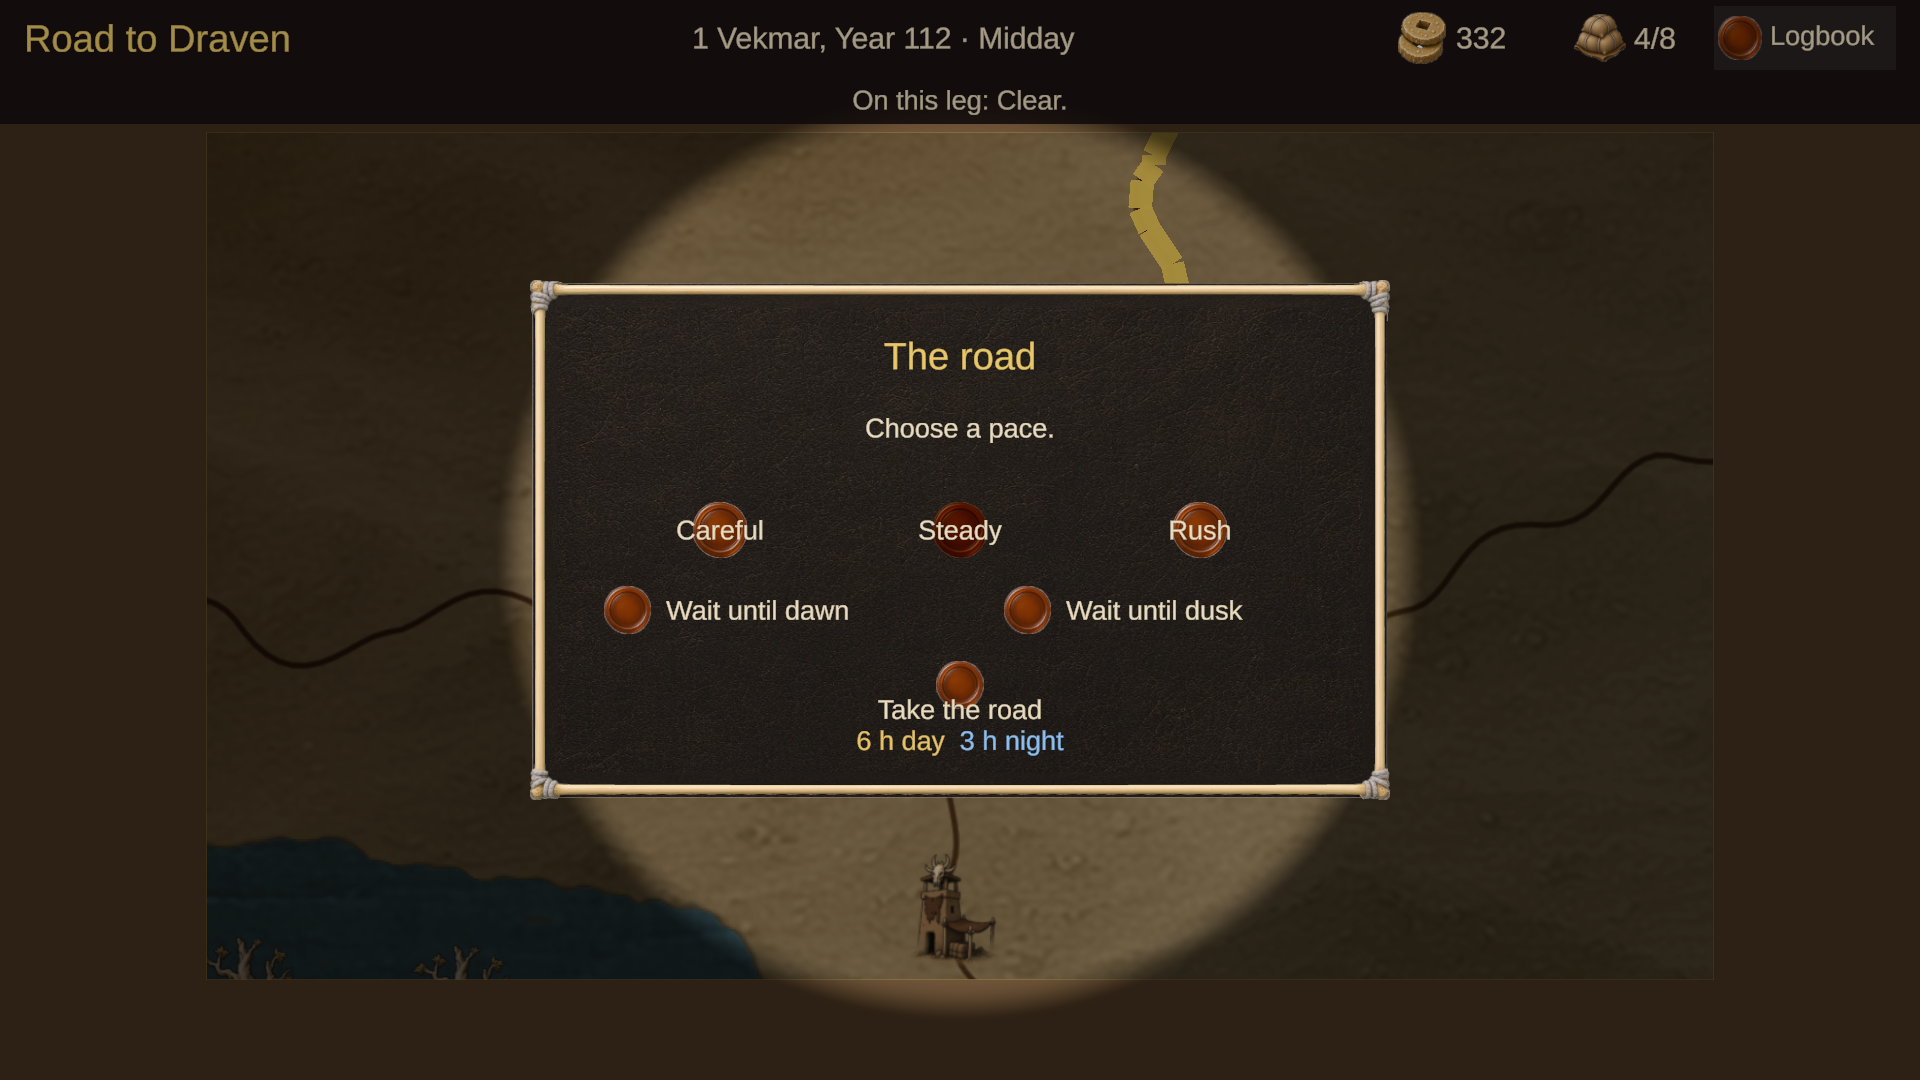 Road to Draven
1 Vekmar, Year 112 · Midday
332
4/8
Logbook
On this leg: Clear.
The road
Choose a pace.
Careful
Steady
Rush
Wait until dawn
Wait until dusk
Take the road
6 h day 3 h night